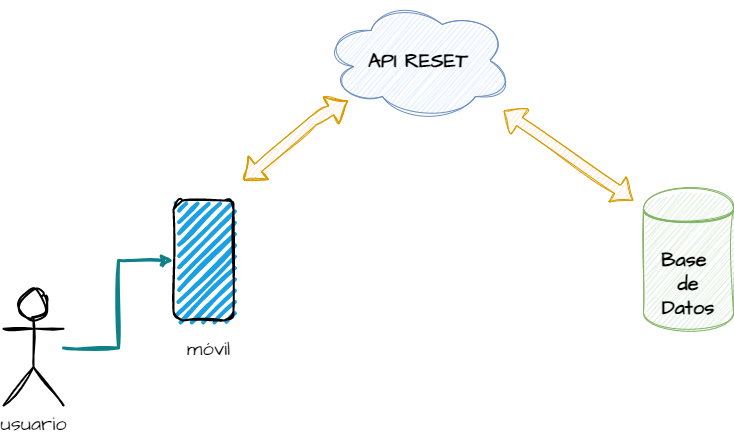 API RESET
Base
de
Datos
móvil
usuario